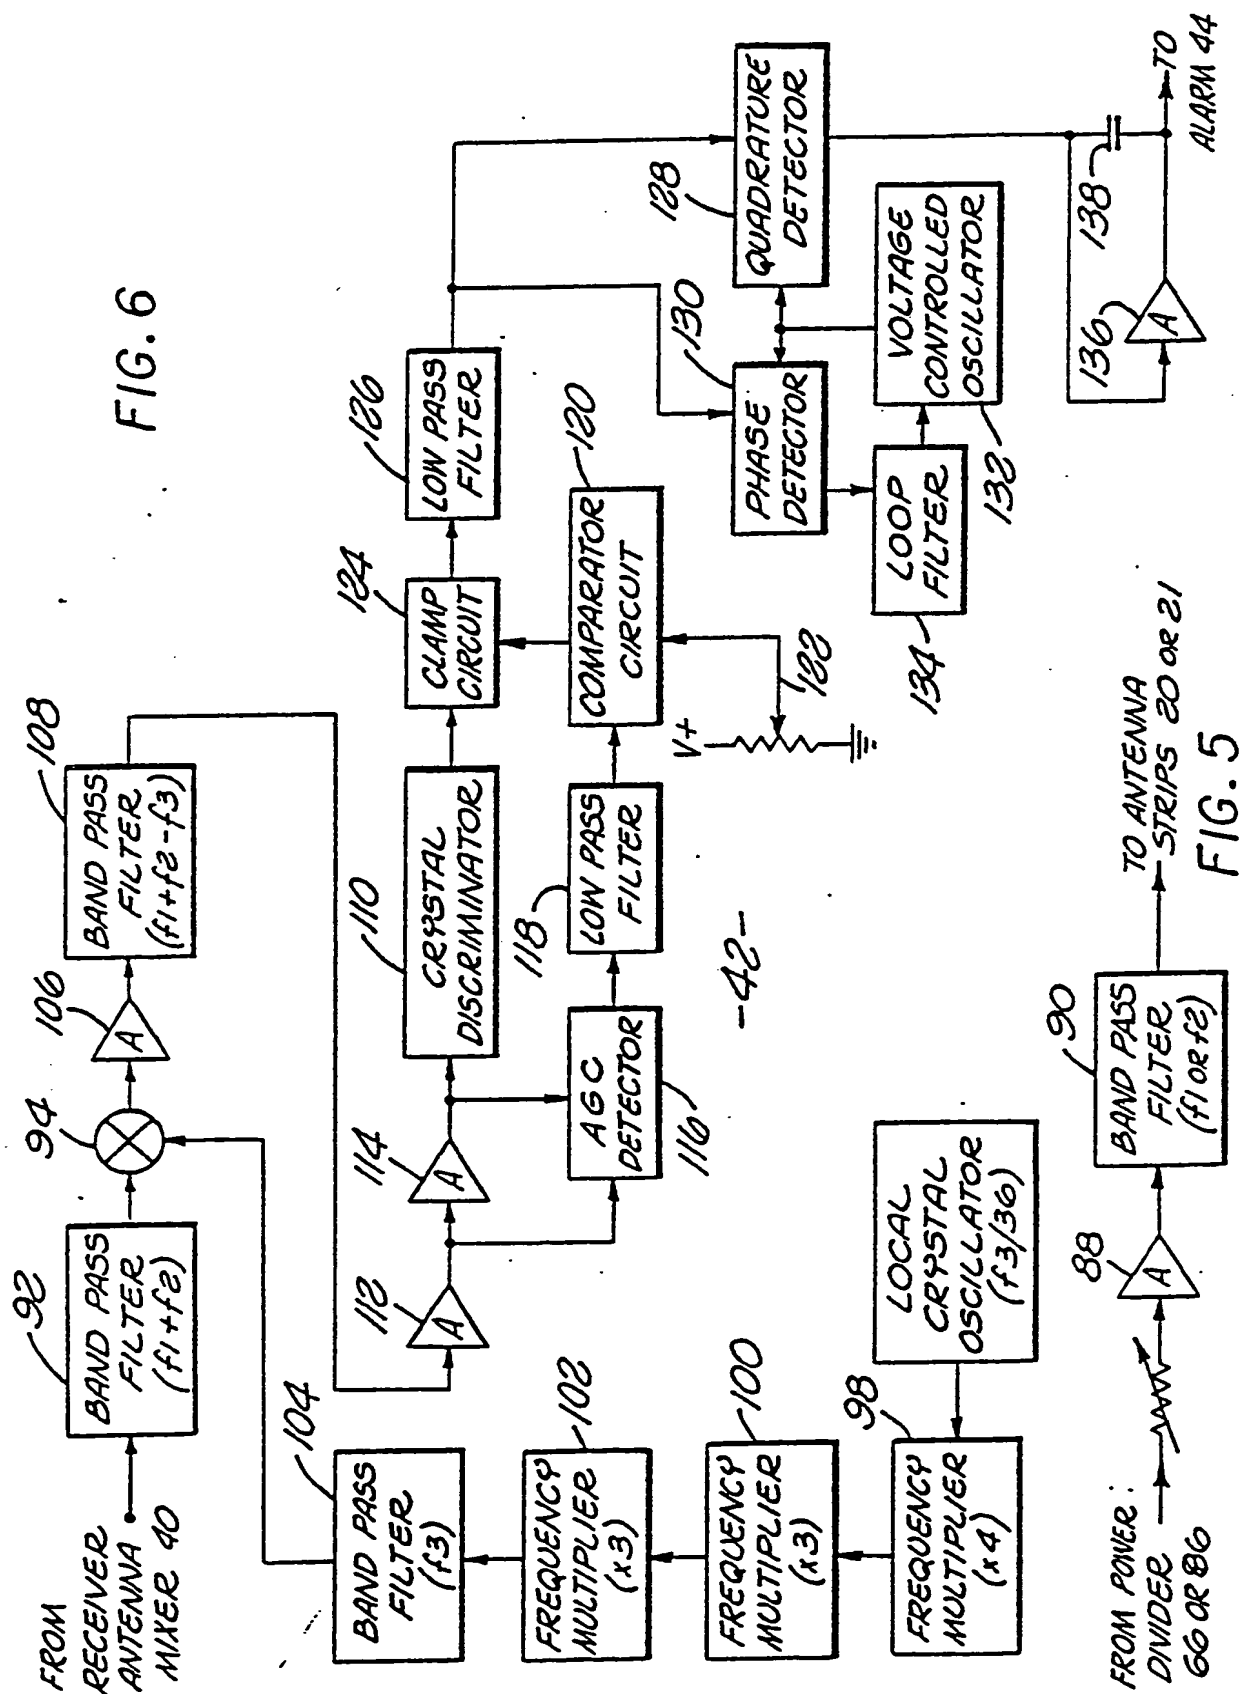 FIG. 6
FROM
RECEIVER
ANTENNA
MIXER 40
92
BAND PASS
FILTER
(f1+f2)
94
106
A
108
BAND PASS
FILTER
(f1+f2-f3)
104
BAND PASS
FILTER
(f3)
102
FREQUENCY
MULTIPLIER
(x3)
100
FREQUENCY
MULTIPLIER
(x3)
98
FREQUENCY
MULTIPLIER
(x4)
LOCAL
CRYSTAL
OSCILLATOR
(f3/36)
112
A
114
A
110
CRYSTAL
DISCRIMINATOR
124
CLAMP
CIRCUIT
126
LOW PASS
FILTER
AGC
DETECTOR
116
118
LOW PASS
FILTER
120
COMPARATOR
CIRCUIT
V+
122
-42-
128
QUADRATURE
DETECTOR
130
PHASE
DETECTOR
LOOP
FILTER
134
VOLTAGE
CONTROLLED
OSCILLATOR
132
136
A
138
TO
ALARM 44
FROM POWER
DIVIDER
66 OR 86
88
A
90
BAND PASS
FILTER
(f1 OR f2)
TO ANTENNA
STRIPS 20 OR 21
FIG. 5